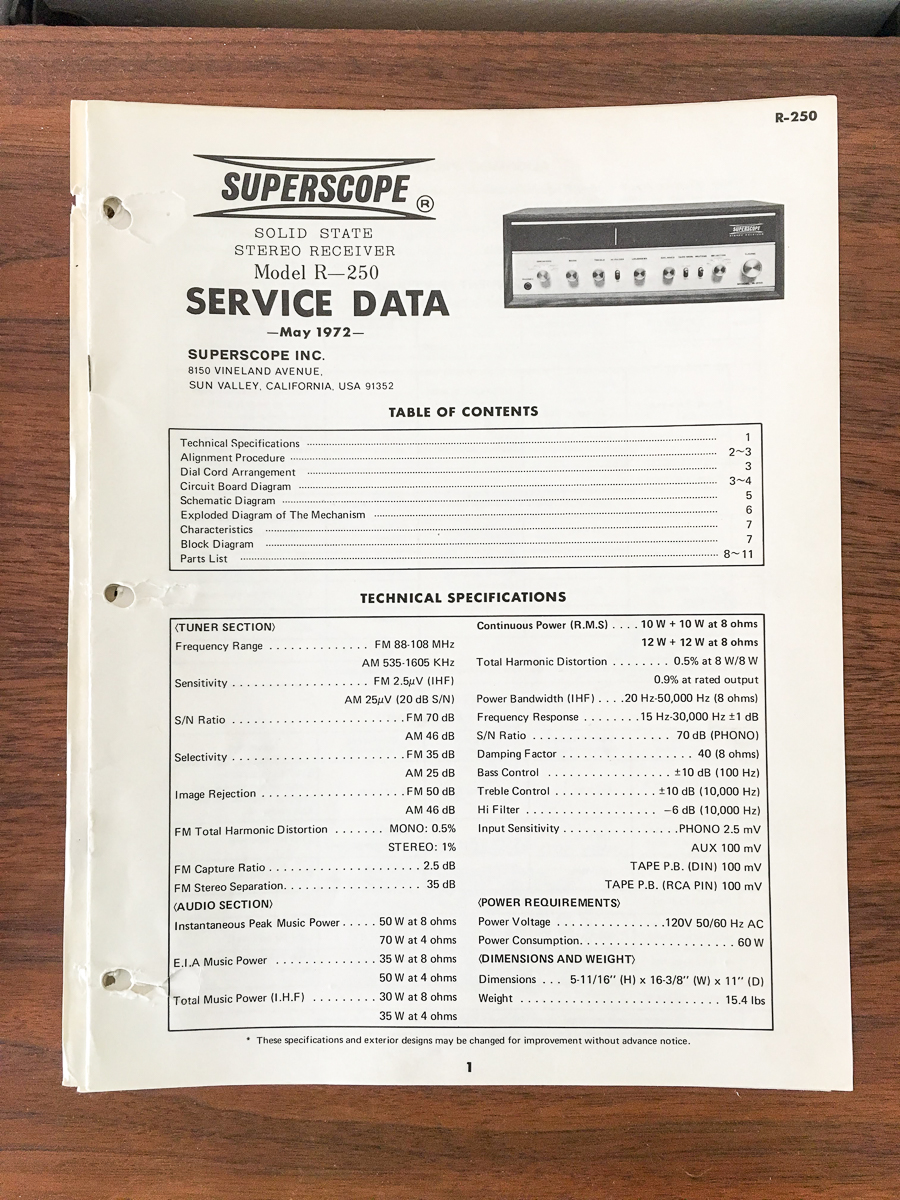 R-250
SUPERSCOPE ®
SOLID STATE
STEREO RECEIVER
Model R—250
SERVICE DATA
—May 1972—
SUPERSCOPE INC.
8150 VINELAND AVENUE,
SUN VALLEY, CALIFORNIA, USA 91352
SUPERSCOPE
TABLE OF CONTENTS
Technical Specifications 1
Alignment Procedure 2~3
Dial Cord Arrangement 3
Circuit Board Diagram 3~4
Schematic Diagram 5
Exploded Diagram of The Mechanism 6
Characteristics 7
Block Diagram 7
Parts List 8~11
TECHNICAL SPECIFICATIONS
〈TUNER SECTION〉
Frequency Range . . . . . . . . . . . . . . FM 88-108 MHz
AM 535-1605 KHz
Sensitivity . . . . . . . . . . . . . . . . . . FM 2.5μV (IHF)
AM 25μV (20 dB S/N)
S/N Ratio . . . . . . . . . . . . . . . . . . . . . . . FM 70 dB
AM 46 dB
Selectivity . . . . . . . . . . . . . . . . . . . . . . . FM 35 dB
AM 25 dB
Image Rejection . . . . . . . . . . . . . . . . . . . FM 50 dB
AM 46 dB
FM Total Harmonic Distortion . . . . . . . MONO: 0.5%
STEREO: 1%
FM Capture Ratio . . . . . . . . . . . . . . . . . . . . 2.5 dB
FM Stereo Separation. . . . . . . . . . . . . . . . . . . 35 dB
〈AUDIO SECTION〉
Instantaneous Peak Music Power . . . . . 50 W at 8 ohms
70 W at 4 ohms
E.I.A Music Power . . . . . . . . . . . . . 35 W at 8 ohms
50 W at 4 ohms
Total Music Power (I.H.F) . . . . . . . . . 30 W at 8 ohms
35 W at 4 ohms
Continuous Power (R.M.S) . . . . 10 W + 10 W at 8 ohms
12 W + 12 W at 8 ohms
Total Harmonic Distortion . . . . . . . . 0.5% at 8 W/8 W
0.9% at rated output
Power Bandwidth (IHF) . . . . 20 Hz-50,000 Hz (8 ohms)
Frequency Response . . . . . . . . 15 Hz-30,000 Hz ±1 dB
S/N Ratio . . . . . . . . . . . . . . . . . . . 70 dB (PHONO)
Damping Factor . . . . . . . . . . . . . . . . . . 40 (8 ohms)
Bass Control . . . . . . . . . . . . . . . . . ±10 dB (100 Hz)
Treble Control . . . . . . . . . . . . . . ±10 dB (10,000 Hz)
Hi Filter . . . . . . . . . . . . . . . . . . −6 dB (10,000 Hz)
Input Sensitivity . . . . . . . . . . . . . . . PHONO 2.5 mV
AUX 100 mV
TAPE P.B. (DIN) 100 mV
TAPE P.B. (RCA PIN) 100 mV
〈POWER REQUIREMENTS〉
Power Voltage . . . . . . . . . . . . . . . 120V 50/60 Hz AC
Power Consumption. . . . . . . . . . . . . . . . . . . . . . 60 W
〈DIMENSIONS AND WEIGHT〉
Dimensions . . . 5-11/16″ (H) x 16-3/8″ (W) x 11″ (D)
Weight . . . . . . . . . . . . . . . . . . . . . . . . . . . 15.4 lbs
* These specifications and exterior designs may be changed for improvement without advance notice.
1